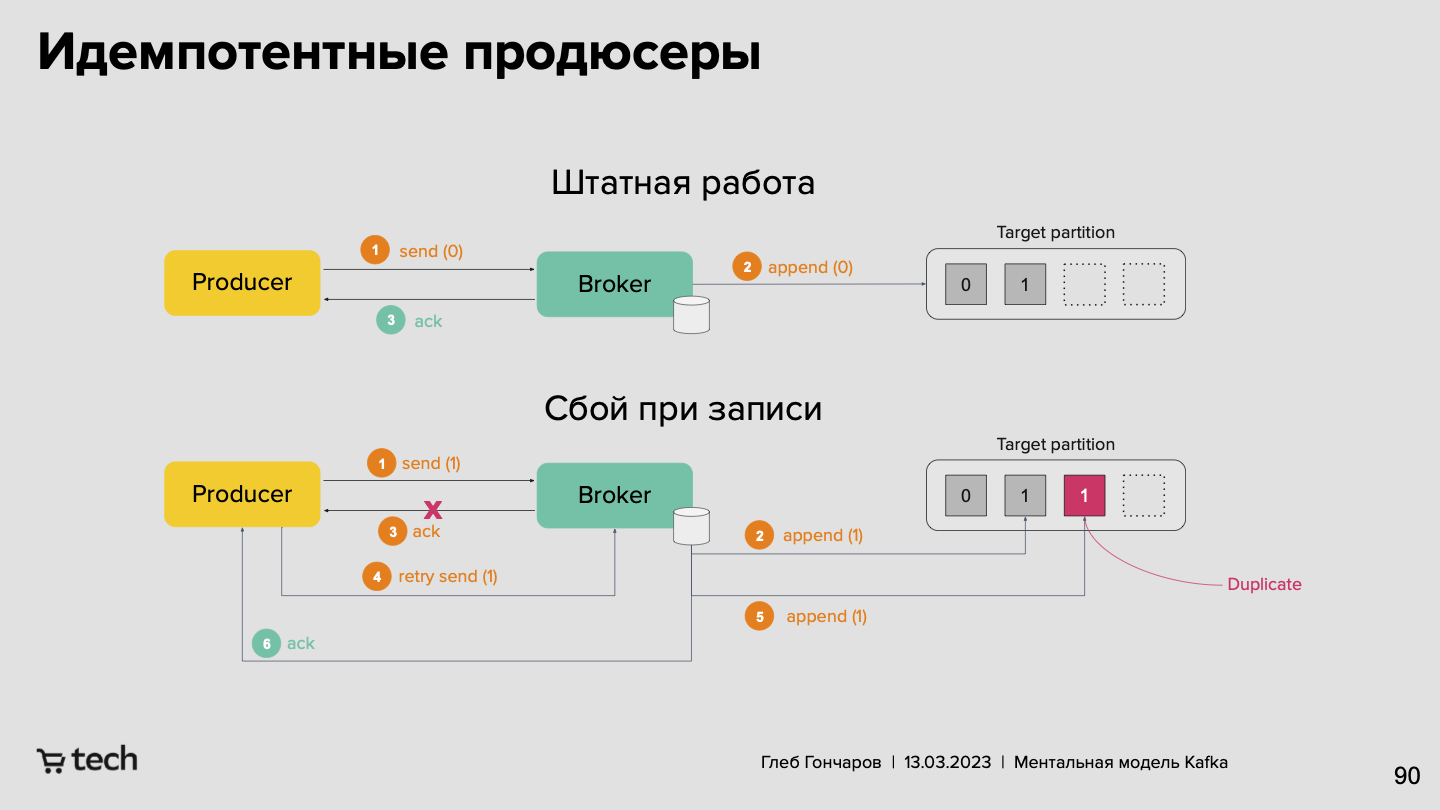 Идемпотентные продюсеры
Штатная работа
Target partition
Producer
1 send (0)
Broker
2 append (0)
0 1
3 ack
Сбой при записи
Target partition
Producer
1 send (1)
Broker
0 1 1
x
3 ack
2 append (1)
4 retry send (1)
Duplicate
5 append (1)
6 ack
tech
Глеб Гончаров | 13.03.2023 | Ментальная модель Kafka
90